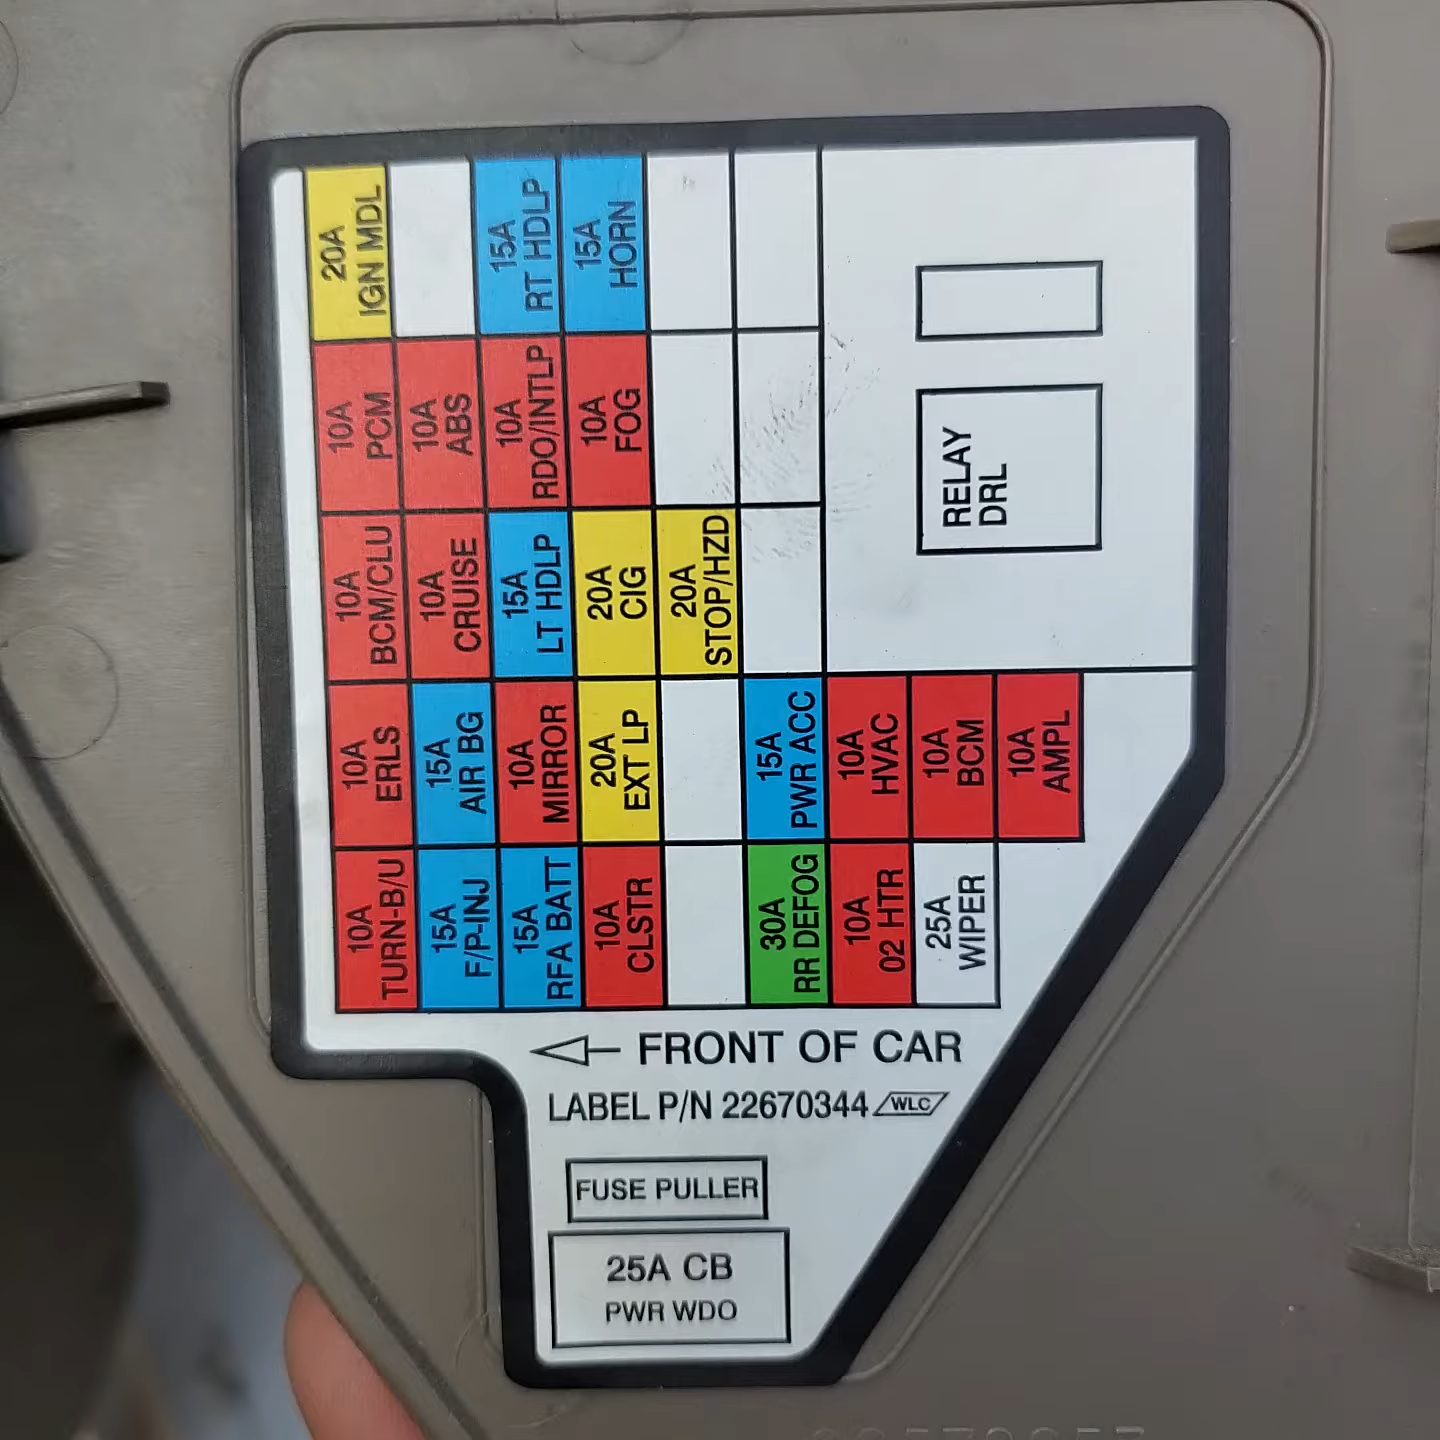 20A
IGN MDL
15A
RT HDLP
15A
HORN
10A
PCM
10A
ABS
10A
RDO/INTLP
10A
FOG
RELAY
DRL
10A
BCM/CLU
10A
CRUISE
15A
LT HDLP
20A
CIG
20A
STOP/HZD
10A
ERLS
15A
AIR BG
10A
MIRROR
20A
EXT LP
15A
PWR ACC
10A
HVAC
10A
BCM
10A
AMPL
10A
TURN-B/U
15A
F/P-INJ
15A
RFA BATT
10A
CLSTR
30A
RR DEFOG
10A
02 HTR
25A
WIPER
FRONT OF CAR
LABEL P/N 22670344 WLC
FUSE PULLER
25A CB
PWR WDO